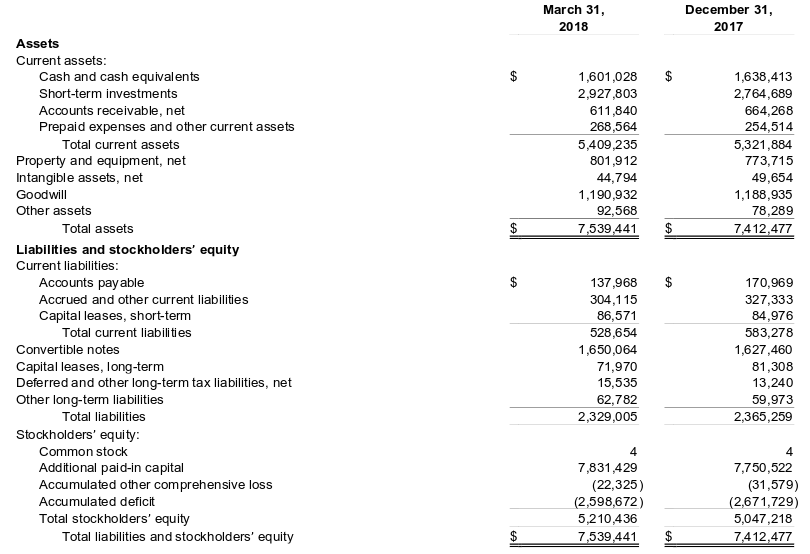 March 31, December 31,
2018 2017
Assets
Current assets:
Cash and cash equivalents $ 1,601,028 $ 1,638,413
Short-term investments 2,927,803 2,764,689
Accounts receivable, net 611,840 664,268
Prepaid expenses and other current assets 268,564 254,514
Total current assets 5,409,235 5,321,884
Property and equipment, net 801,912 773,715
Intangible assets, net 44,794 49,654
Goodwill 1,190,932 1,188,935
Other assets 92,568 78,289
Total assets $ 7,539,441 $ 7,412,477
Liabilities and stockholders' equity
Current liabilities:
Accounts payable $ 137,968 $ 170,969
Accrued and other current liabilities 304,115 327,333
Capital leases, short-term 86,571 84,976
Total current liabilities 528,654 583,278
Convertible notes 1,650,064 1,627,460
Capital leases, long-term 71,970 81,308
Deferred and other long-term tax liabilities, net 15,535 13,240
Other long-term liabilities 62,782 59,973
Total liabilities 2,329,005 2,365,259
Stockholders' equity:
Common stock 4 4
Additional paid-in capital 7,831,429 7,750,522
Accumulated other comprehensive loss (22,325) (31,579)
Accumulated deficit (2,598,672) (2,671,729)
Total stockholders' equity 5,210,436 5,047,218
Total liabilities and stockholders' equity $ 7,539,441 $ 7,412,477